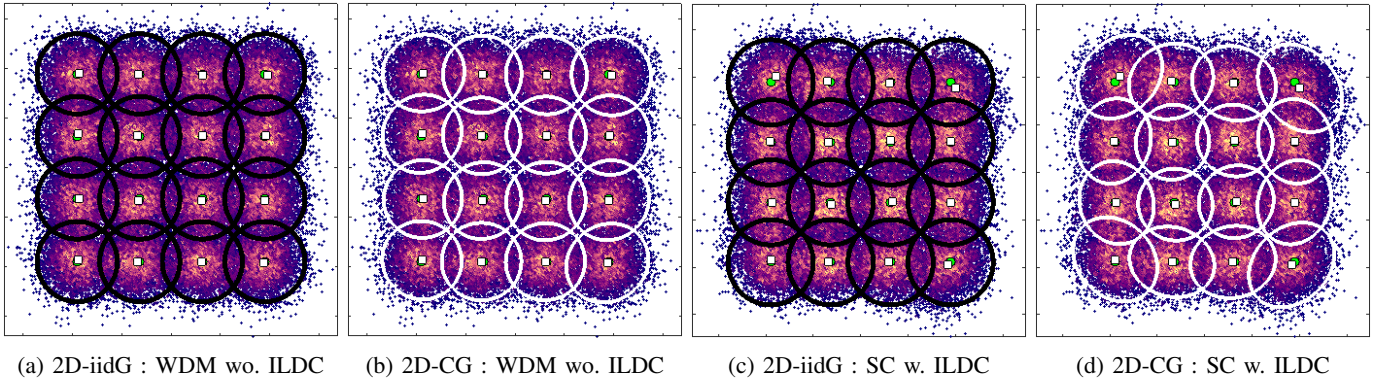 (a) 2D-iidG : WDM wo. ILDC
(b) 2D-CG : WDM wo. ILDC
(c) 2D-iidG : SC w. ILDC
(d) 2D-CG : SC w. ILDC